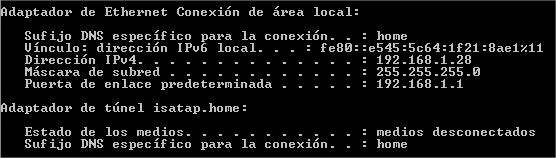 Adaptador de Ethernet Conexión de área local:
Sufijo DNS específico para la conexión. . : home
Vínculo: dirección IPv6 local. . . : fe80::e545:5c64:1f21:8ae1%11
Dirección IPv4. . . . . . . . . . . . . . : 192.168.1.28
Máscara de subred . . . . . . . . . . . . : 255.255.255.0
Puerta de enlace predeterminada . . . . . : 192.168.1.1
Adaptador de túnel isatap.home:
Estado de los medios. . . . . . . . . . . : medios desconectados
Sufijo DNS específico para la conexión. . : home